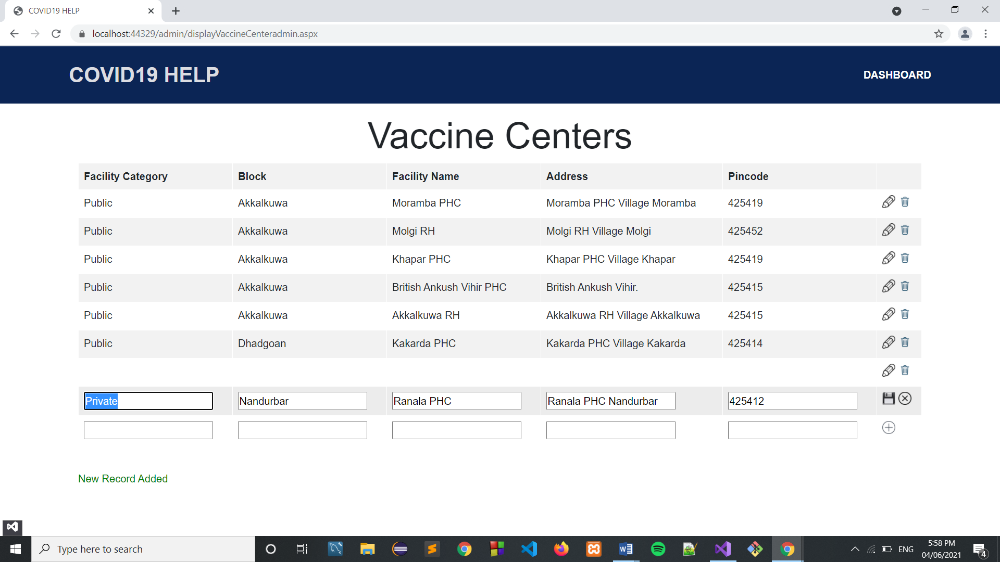 COVID19 HELP
localhost:44329/admin/displayVaccineCenteradmin.aspx
COVID19 HELP DASHBOARD
Vaccine Centers
Facility Category Block Facility Name Address Pincode
Public Akkalkuwa Moramba PHC Moramba PHC Village Moramba 425419
Public Akkalkuwa Molgi RH Molgi RH Village Molgi 425452
Public Akkalkuwa Khapar PHC Khapar PHC Village Khapar 425419
Public Akkalkuwa British Ankush Vihir PHC British Ankush Vihir. 425415
Public Akkalkuwa Akkalkuwa RH Akkalkuwa RH Village Akkalkuwa 425415
Public Dhadgoan Kakarda PHC Kakarda PHC Village Kakarda 425414
Private Nandurbar Ranala PHC Ranala PHC Nandurbar 425412
New Record Added
Type here to search
ENG
5:58 PM
04/06/2021
4